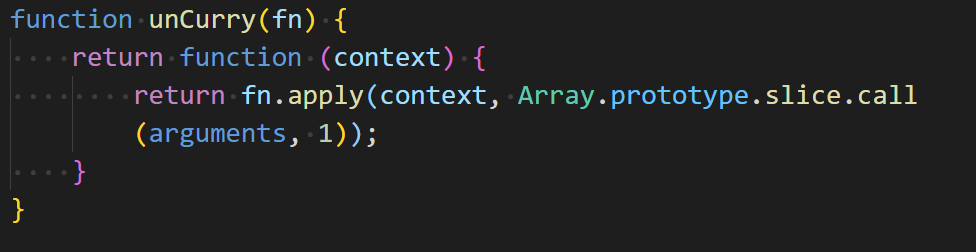 function unCurry(fn) {
    return function (context) {
        return fn.apply(context, Array.prototype.slice.call
        (arguments, 1));
    }
}